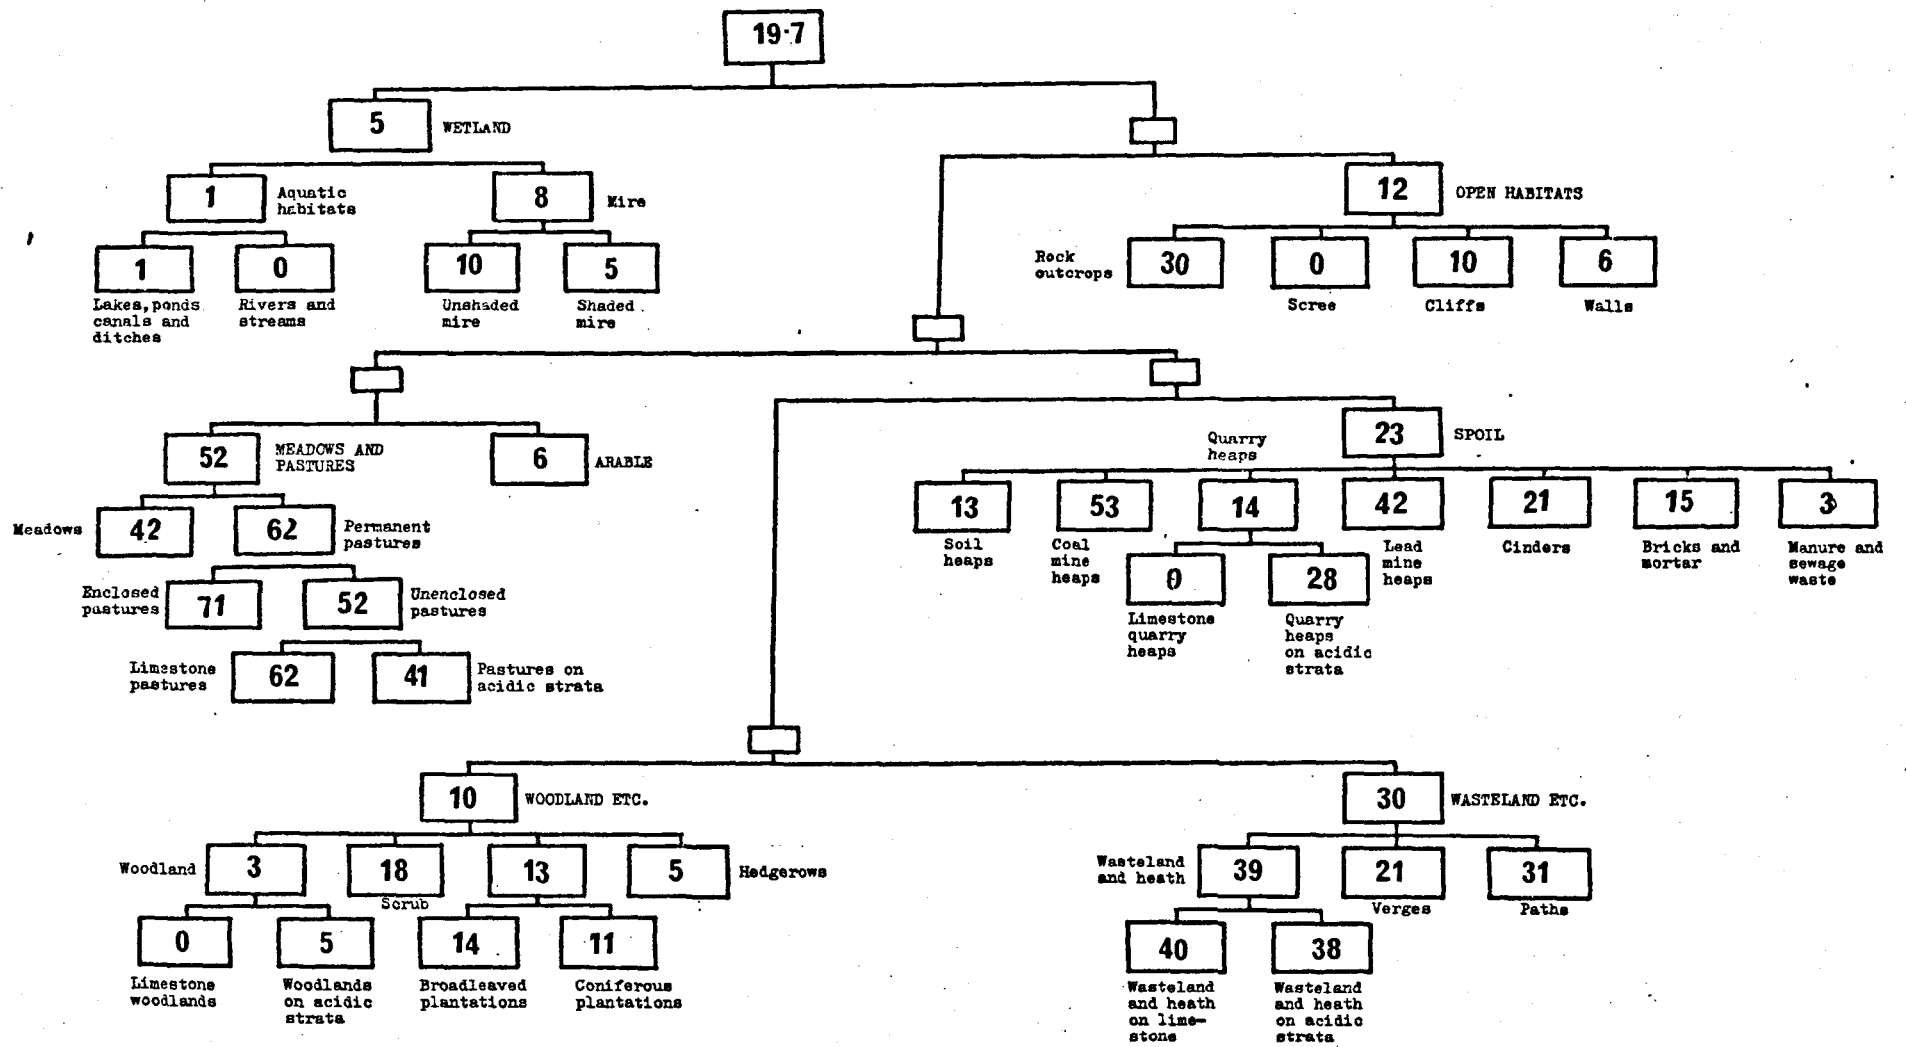 19·7
5
WETLAND
1
Aquatic
habitats
8
Mire
12
OPEN HABITATS
1
0
10
5
Rock
outcrops
30
0
10
6
Lakes, ponds
canals and
ditches
Rivers and
streams
Unshaded
mire
Shaded
mire
Scree
Cliffs
Walls
52
MEADOWS AND
PASTURES
6
ARABLE
23
SPOIL
Quarry
heaps
Meadows
42
62
Permanent
pastures
13
53
14
42
21
15
3
Soil
heaps
Coal
mine
heaps
Lead
mine
heaps
Cinders
Bricks and
mortar
Manure and
sewage
waste
Enclosed
pastures
71
52
Unenclosed
pastures
0
28
Limestone
quarry
heaps
Quarry
heaps
on acidic
strata
Limestone
pastures
62
41
Pastures on
acidic strata
10
WOODLAND ETC.
30
WASTELAND ETC.
Woodland
3
18
Scrub
13
5
Hedgerows
Wasteland
and heath
39
21
Verges
31
Paths
0
5
14
11
40
38
Limestone
woodlands
Woodlands
on acidic
strata
Broadleaved
plantations
Coniferous
plantations
Wasteland
and heath
on lime-
stone
Wasteland
and heath
on acidic
strata